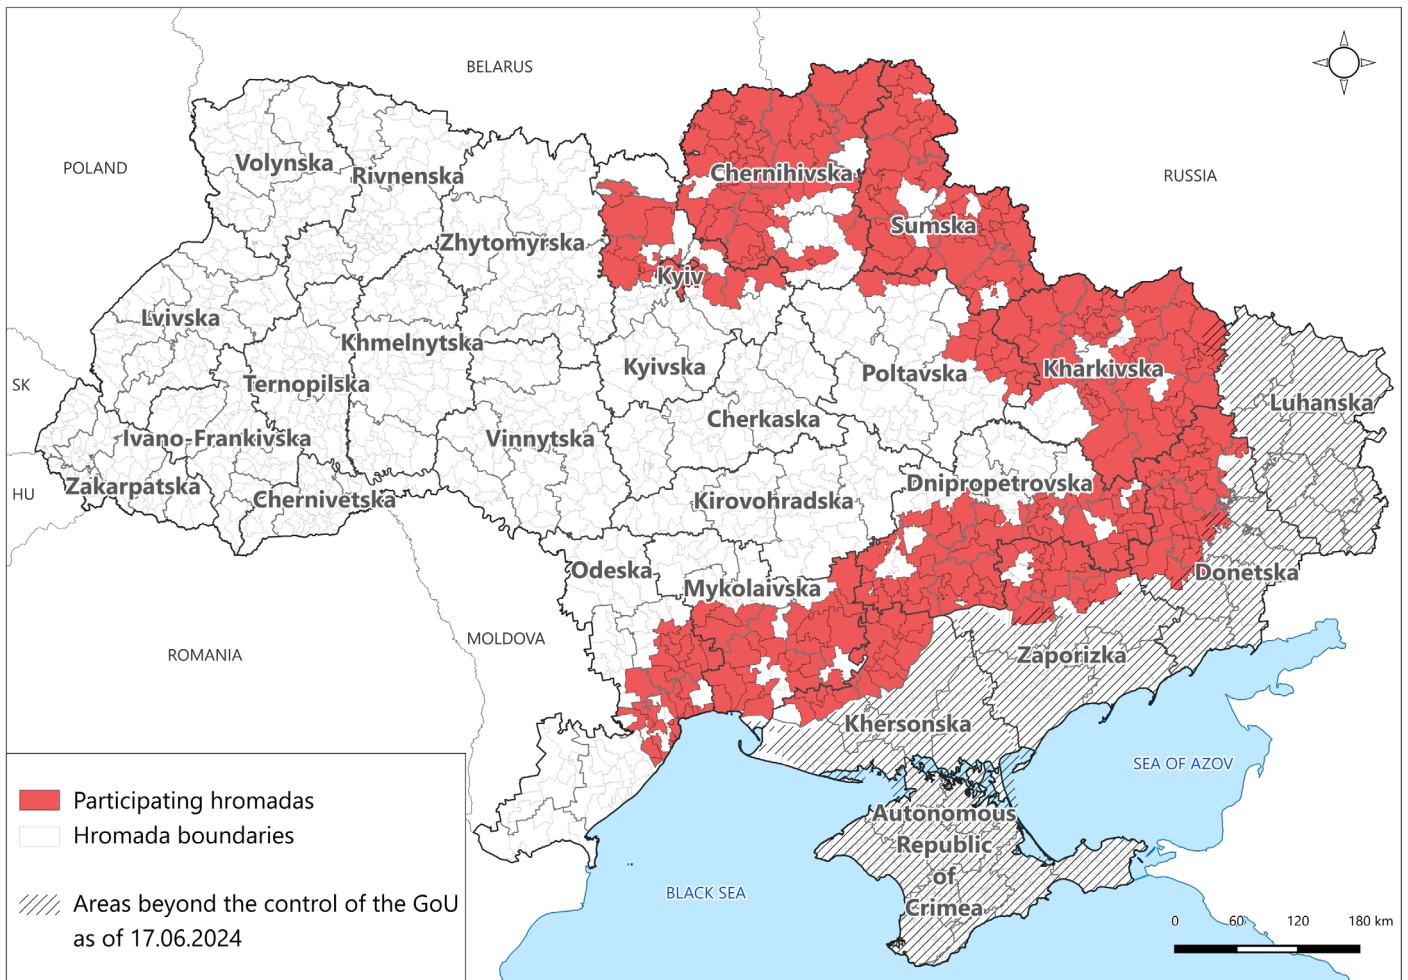 BELARUS
POLAND
RUSSIA
Volynska
Rivnenska
Chernihivska
Zhytomyrska
Sumska
Kyiv
Lvivska
Khmelnytska
Kyivska
Poltavska
Kharkivska
SK
Ternopilska
Luhanska
Ivano-Frankivska
Vinnytska
Cherkaska
HU
Zakarpatska
Chernivetska
Kirovohradska
Dnipropetrovska
Odeska
Mykolaivska
Donetska
MOLDOVA
ROMANIA
Zaporizka
Khersonska
SEA OF AZOV
Autonomous
Republic
of
Crimea
BLACK SEA
Participating hromadas
Hromada boundaries
Areas beyond the control of the GoU
as of 17.06.2024
0 60 120 180 km